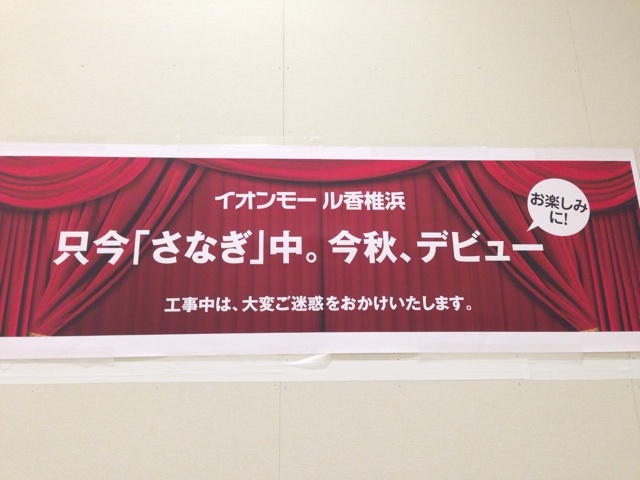 イオンモール香椎浜
お楽しみ
に!
只今「さなぎ」中。今秋、デビュー
工事中は、大変ご迷惑をおかけいたします。